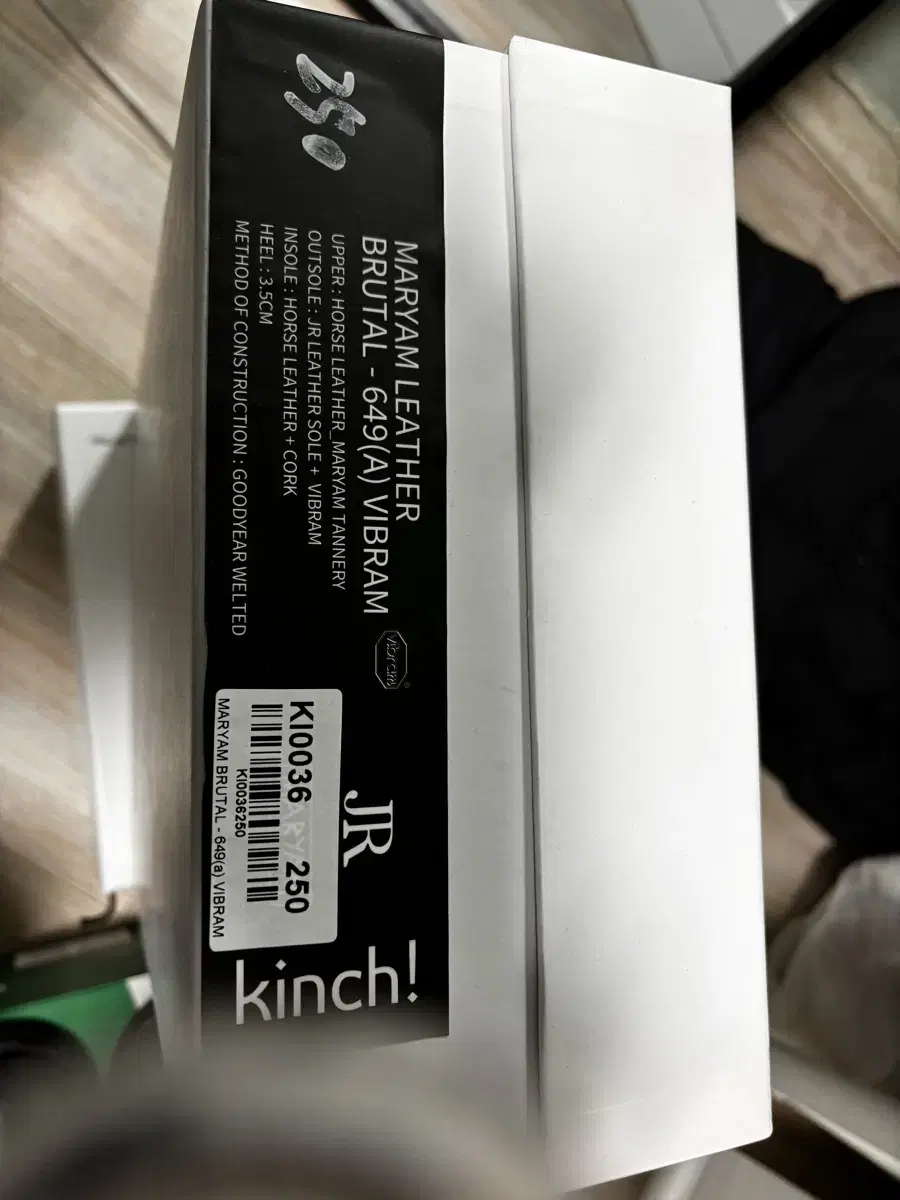 250
MARYAM LEATHER
BRUTAL - 649(A) VIBRAM
vibram
UPPER : HORSE LEATHER_MARYAM TANNERY
OUTSOLE : JR LEATHER SOLE + VIBRAM
INSOLE : HORSE LEATHER + CORK
HEEL : 3.5CM
METHOD OF CONSTRUCTION : GOODYEAR WELTED
JR
KI0036 250
KI0036250
MARYAM BRUTAL - 649(a) VIBRAM
kinch!